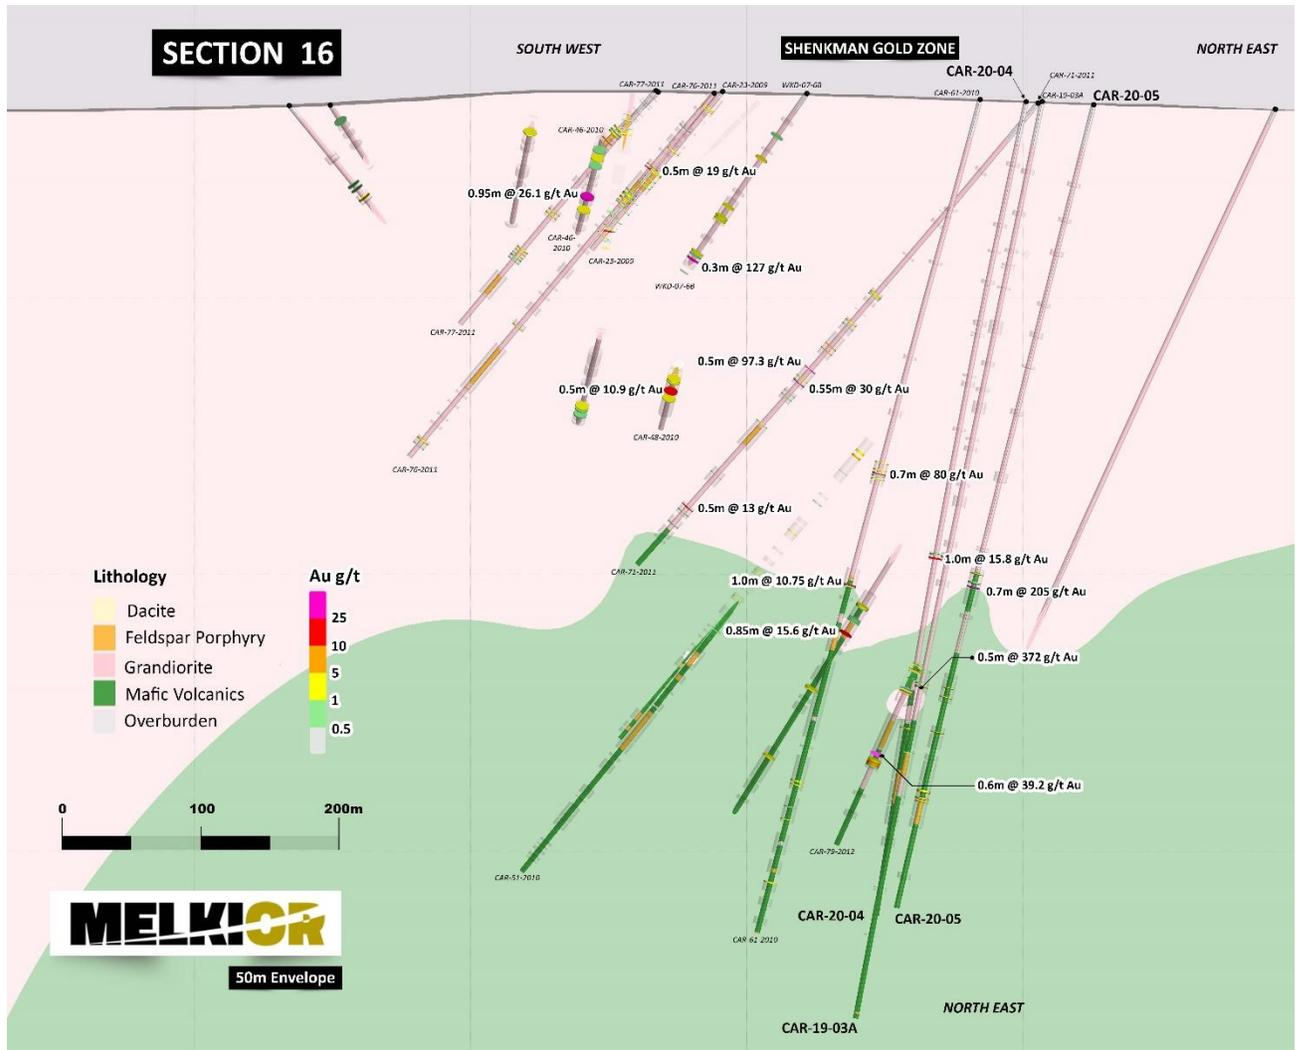 SECTION 16
SOUTH WEST
SHENKMAN GOLD ZONE
NORTH EAST
CAR-20-04
CAR-71-2011
CAR-77-2011
CAR-76-2011
CAR-23-2009
WKD-07-6B
CAR-61-2010
CAR-19-03A
CAR-20-05
CAR-46-2010
0.5m @ 19 g/t Au
0.95m @ 26.1 g/t Au
CAR-46-
2010
CAR-23-2009
0.3m @ 127 g/t Au
WKD-07-6B
CAR-77-2011
0.5m @ 97.3 g/t Au
0.5m @ 10.9 g/t Au
0.55m @ 30 g/t Au
CAR-48-2010
CAR-76-2011
0.7m @ 80 g/t Au
0.5m @ 13 g/t Au
1.0m @ 15.8 g/t Au
CAR-71-2011
1.0m @ 10.75 g/t Au
0.7m @ 205 g/t Au
0.85m @ 15.6 g/t Au
0.5m @ 372 g/t Au
0.6m @ 39.2 g/t Au
Lithology
Dacite
Feldspar Porphyry
Grandiorite
Mafic Volcanics
Overburden
Au g/t
25
10
5
1
0.5
0
100
200m
CAR-79-2012
CAR-51-2010
CAR-20-04
CAR-20-05
CAR-61-2010
MELKIOR
50m Envelope
NORTH EAST
CAR-19-03A